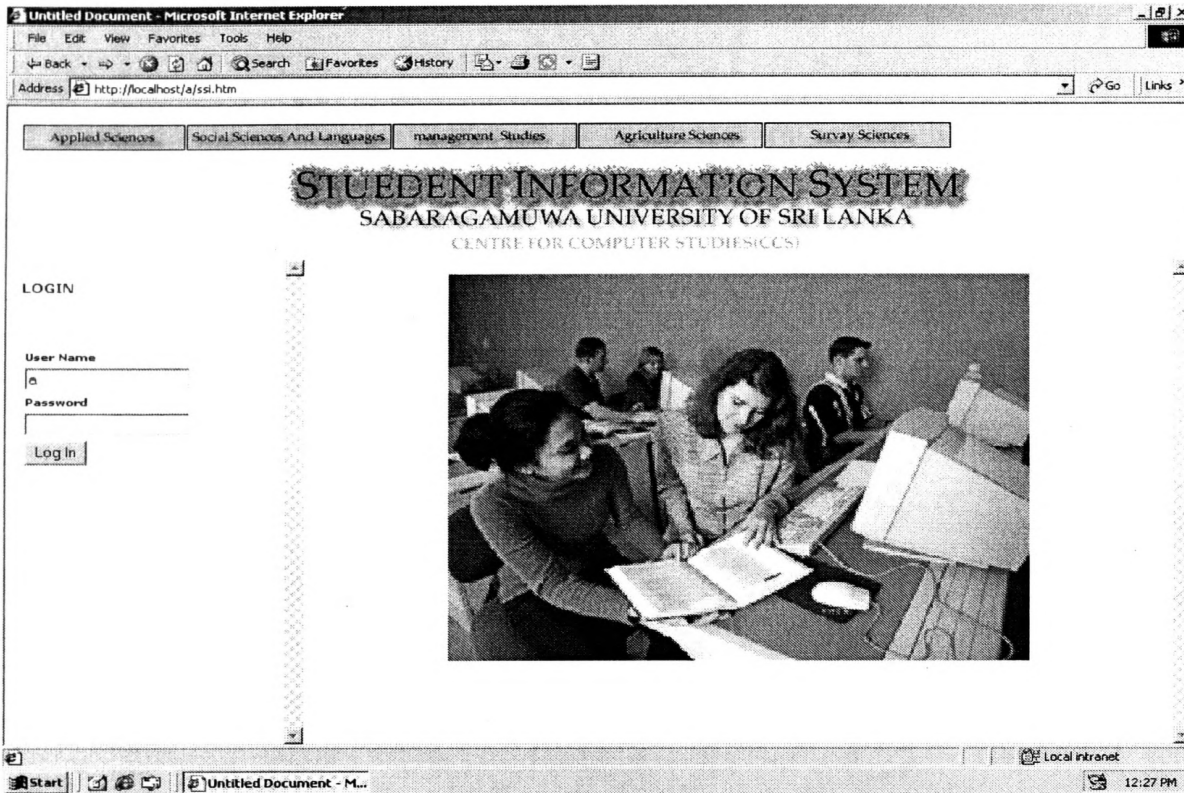 Untitled Document - Microsoft Internet Explorer
File Edit View Favorites Tools Help
Back Search Favorites History
Address http://localhost/a/ssi.htm Go Links
Applied Sciences Social Sciences And Languages management Studies Agriculture Sciences Survay Sciences
STUEDENT INFORMATION SYSTEM
SABARAGAMUWA UNIVERSITY OF SRI LANKA
CENTRE FOR COMPUTER STUDIES(CCS)
LOGIN
User Name
a
Password
Log In
Local intranet
Start Untitled Document - M... 12:27 PM